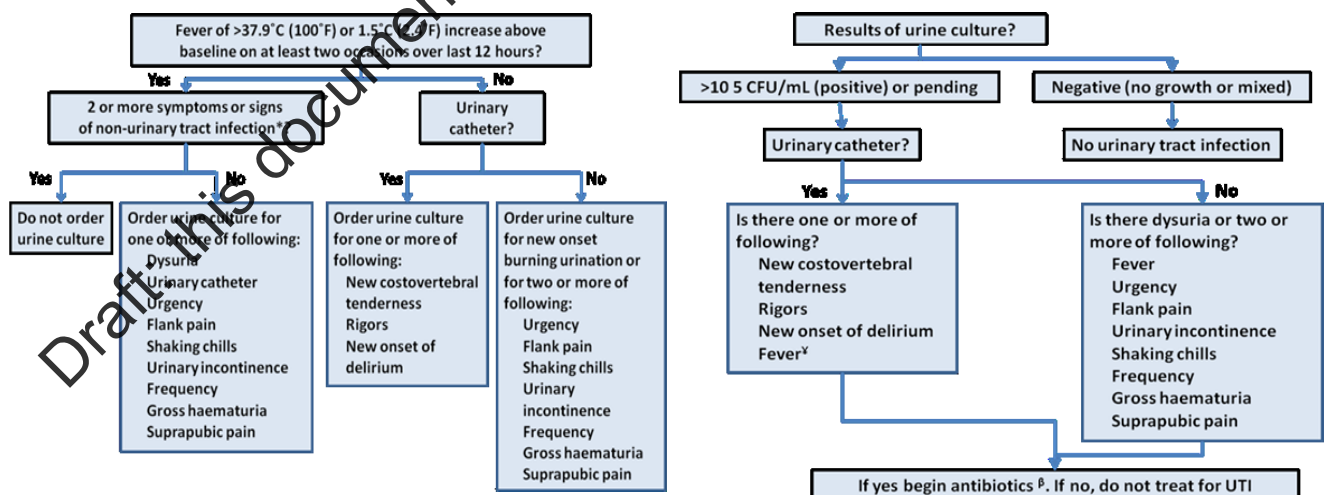 Fever of >37.9˚C (100˚F) or 1.5˚C (2.4˚F) increase above
baseline on at least two occasions over last 12 hours?
Yes
No
2 or more symptoms or signs
of non-urinary tract infection*
Urinary
catheter?
Yes
No
Yes
No
Do not order
urine culture
Order urine culture for
one or more of following:
Dysuria
Urinary catheter
Urgency
Flank pain
Shaking chills
Urinary incontinence
Frequency
Gross haematuria
Suprapubic pain
Order urine culture
for one or more of
following:
New costovertebral
tenderness
Rigors
New onset of
delirium
Order urine culture
for new onset
burning urination or
for two or more of
following:
Urgency
Flank pain
Shaking chills
Urinary
incontinence
Frequency
Gross haematuria
Suprapubic pain
Results of urine culture?
>10 5 CFU/mL (positive) or pending
Negative (no growth or mixed)
Urinary catheter?
No urinary tract infection
Yes
No
Is there one or more of
following?
New costovertebral
tenderness
Rigors
New onset of delirium
Fever¥
Is there dysuria or two or
more of following?
Fever
Urgency
Flank pain
Urinary incontinence
Shaking chills
Frequency
Gross haematuria
Suprapubic pain
If yes begin antibiotics β. If no, do not treat for UTI
Draft: this documen